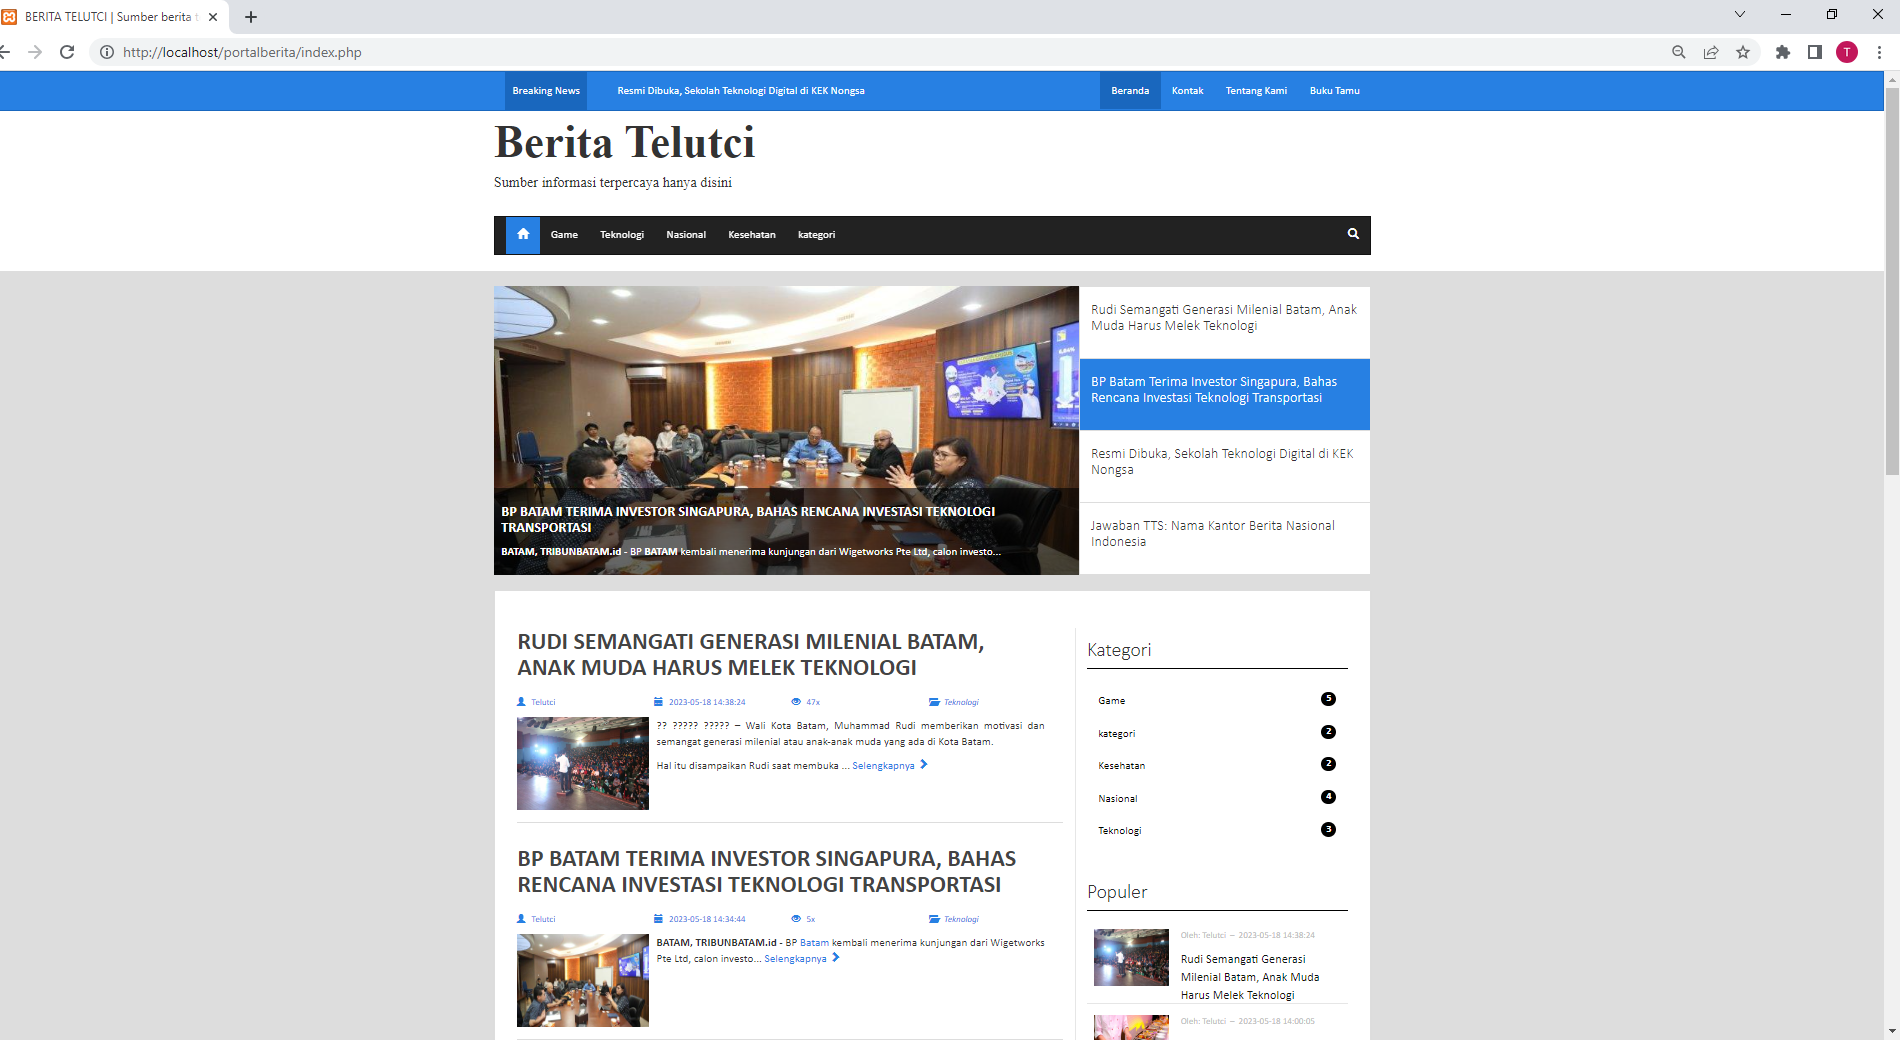 BERITA TELUTCI | Sumber berita t
http://localhost/portalberita/index.php
T
Breaking News
Resmi Dibuka, Sekolah Teknologi Digital di KEK Nongsa
Beranda Kontak Tentang Kami Buku Tamu
Berita Telutci
Sumber informasi terpercaya hanya disini
Game Teknologi Nasional Kesehatan kategori
BP BATAM TERIMA INVESTOR SINGAPURA, BAHAS RENCANA INVESTASI TEKNOLOGI
TRANSPORTASI
BATAM, TRIBUNBATAM.id - BP BATAM kembali menerima kunjungan dari Wigetworks Pte Ltd, calon investo...
Rudi Semangati Generasi Milenial Batam, Anak
Muda Harus Melek Teknologi
BP Batam Terima Investor Singapura, Bahas
Rencana Investasi Teknologi Transportasi
Resmi Dibuka, Sekolah Teknologi Digital di KEK
Nongsa
Jawaban TTS: Nama Kantor Berita Nasional
Indonesia
RUDI SEMANGATI GENERASI MILENIAL BATAM,
ANAK MUDA HARUS MELEK TEKNOLOGI
Telutci 2023-05-18 14:38:24 47x Teknologi
?? ????? ????? – Wali Kota Batam, Muhammad Rudi memberikan motivasi dan
semangat generasi milenial atau anak-anak muda yang ada di Kota Batam.
Hal itu disampaikan Rudi saat membuka ... Selengkapnya
BP BATAM TERIMA INVESTOR SINGAPURA, BAHAS
RENCANA INVESTASI TEKNOLOGI TRANSPORTASI
Telutci 2023-05-18 14:34:44 5x Teknologi
BATAM, TRIBUNBATAM.id - BP Batam kembali menerima kunjungan dari Wigetworks
Pte Ltd, calon investo... Selengkapnya
Kategori
Game 5
kategori 2
Kesehatan 2
Nasional 4
Teknologi 3
Populer
Oleh: Telutci – 2023-05-18 14:38:24
Rudi Semangati Generasi
Milenial Batam, Anak Muda
Harus Melek Teknologi
Oleh: Telutci – 2023-05-18 14:00:05